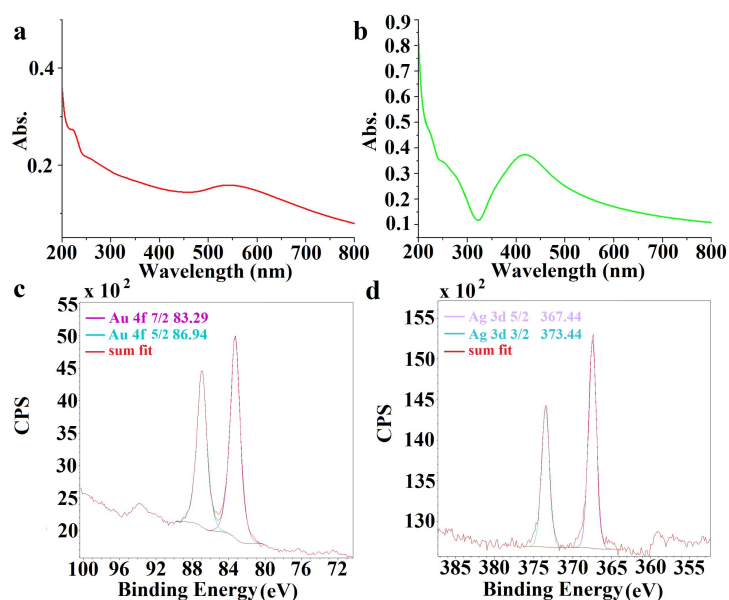 a
0.4
0.2
Abs.
200 300 400 500 600 700 800
Wavelength (nm)
b
0.9
0.8
0.7
0.6
0.5
0.4
0.3
0.2
0.1
Abs.
200 300 400 500 600 700 800
Wavelength (nm)
c
x 10²
55
50
45
40
35
30
25
20
CPS
Au 4f 7/2 83.29
Au 4f 5/2 86.94
sum fit
100 96 92 88 84 80 76 72
Binding Energy (eV)
d
x 10²
155
150
145
140
135
130
CPS
Ag 3d 5/2 367.44
Ag 3d 3/2 373.44
sum fit
385 380 375 370 365 360 355
Binding Energy (eV)